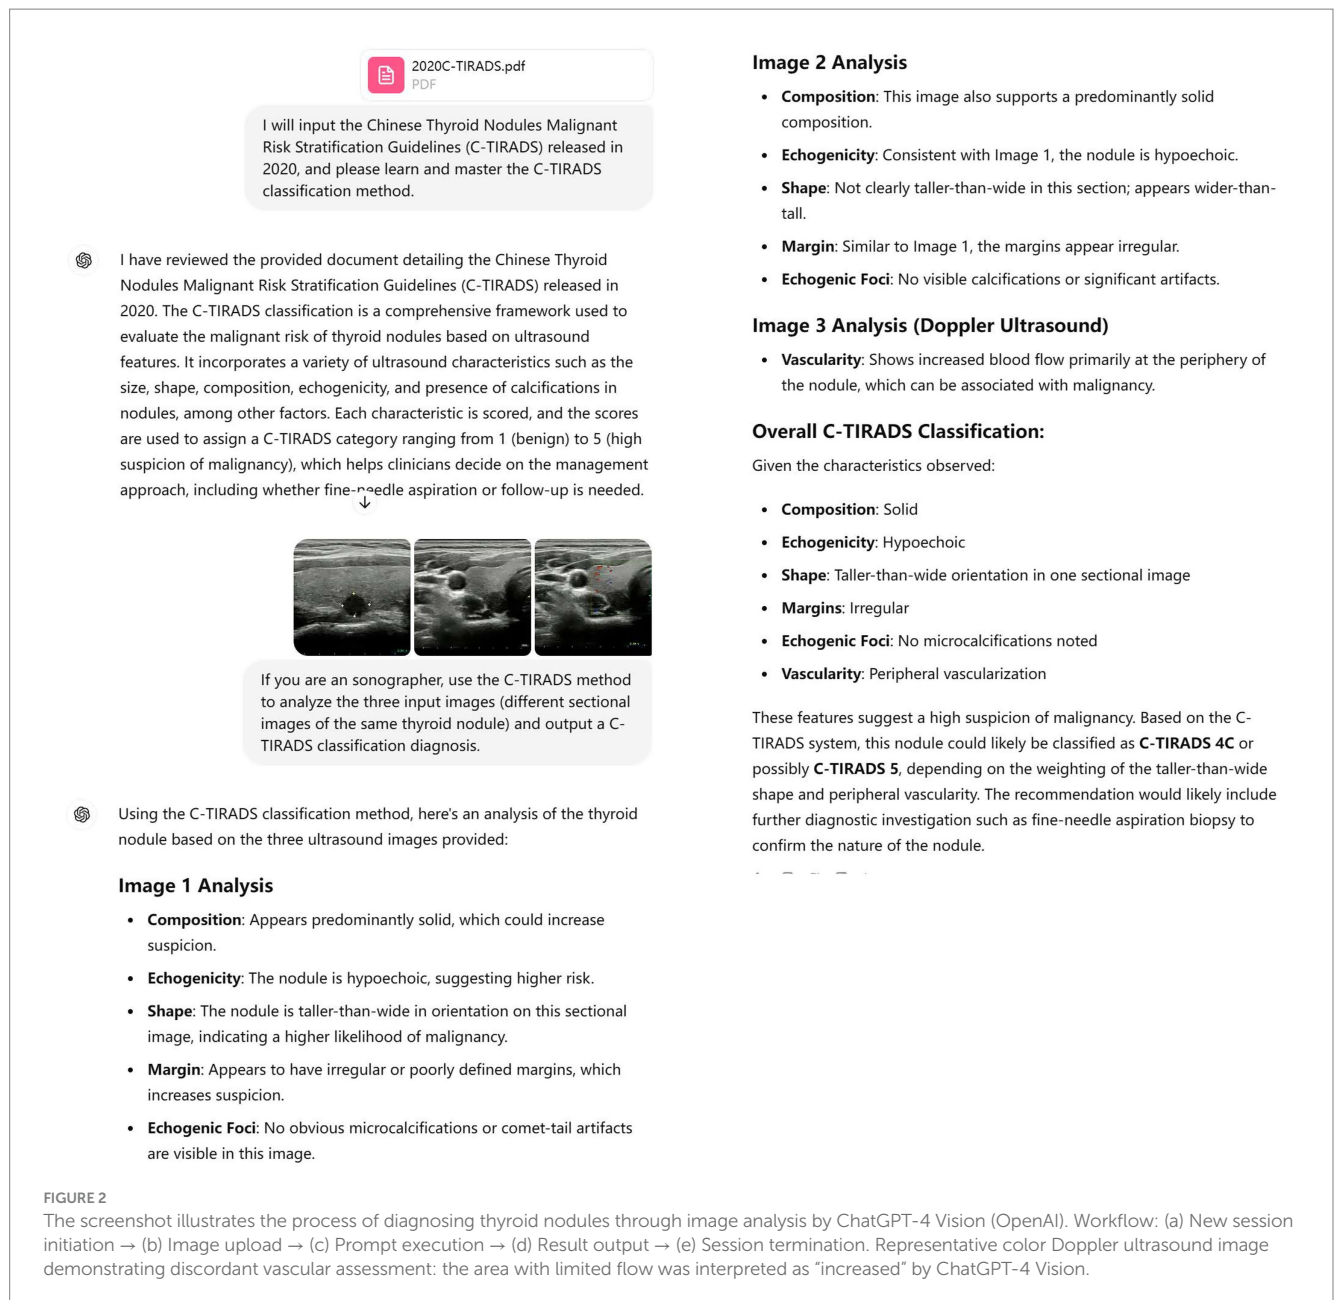 2020C-TIRADS.pdf
PDF
I will input the Chinese Thyroid Nodules Malignant
Risk Stratification Guidelines (C-TIRADS) released in
2020, and please learn and master the C-TIRADS
classification method.
I have reviewed the provided document detailing the Chinese Thyroid
Nodules Malignant Risk Stratification Guidelines (C-TIRADS) released in
2020. The C-TIRADS classification is a comprehensive framework used to
evaluate the malignant risk of thyroid nodules based on ultrasound
features. It incorporates a variety of ultrasound characteristics such as the
size, shape, composition, echogenicity, and presence of calcifications in
nodules, among other factors. Each characteristic is scored, and the scores
are used to assign a C-TIRADS category ranging from 1 (benign) to 5 (high
suspicion of malignancy), which helps clinicians decide on the management
approach, including whether fine-needle aspiration or follow-up is needed.
If you are an sonographer, use the C-TIRADS method
to analyze the three input images (different sectional
images of the same thyroid nodule) and output a C-
TIRADS classification diagnosis.
Using the C-TIRADS classification method, here's an analysis of the thyroid
nodule based on the three ultrasound images provided:
Image 1 Analysis
• Composition: Appears predominantly solid, which could increase
suspicion.
• Echogenicity: The nodule is hypoechoic, suggesting higher risk.
• Shape: The nodule is taller-than-wide in orientation on this sectional
image, indicating a higher likelihood of malignancy.
• Margin: Appears to have irregular or poorly defined margins, which
increases suspicion.
• Echogenic Foci: No obvious microcalcifications or comet-tail artifacts
are visible in this image.
Image 2 Analysis
• Composition: This image also supports a predominantly solid
composition.
• Echogenicity: Consistent with Image 1, the nodule is hypoechoic.
• Shape: Not clearly taller-than-wide in this section; appears wider-than-
tall.
• Margin: Similar to Image 1, the margins appear irregular.
• Echogenic Foci: No visible calcifications or significant artifacts.
Image 3 Analysis (Doppler Ultrasound)
• Vascularity: Shows increased blood flow primarily at the periphery of
the nodule, which can be associated with malignancy.
Overall C-TIRADS Classification:
Given the characteristics observed:
• Composition: Solid
• Echogenicity: Hypoechoic
• Shape: Taller-than-wide orientation in one sectional image
• Margins: Irregular
• Echogenic Foci: No microcalcifications noted
• Vascularity: Peripheral vascularization
These features suggest a high suspicion of malignancy. Based on the C-
TIRADS system, this nodule could likely be classified as C-TIRADS 4C or
possibly C-TIRADS 5, depending on the weighting of the taller-than-wide
shape and peripheral vascularity. The recommendation would likely include
further diagnostic investigation such as fine-needle aspiration biopsy to
confirm the nature of the nodule.
FIGURE 2
The screenshot illustrates the process of diagnosing thyroid nodules through image analysis by ChatGPT-4 Vision (OpenAI). Workflow: (a) New session
initiation → (b) Image upload → (c) Prompt execution → (d) Result output → (e) Session termination. Representative color Doppler ultrasound image
demonstrating discordant vascular assessment: the area with limited flow was interpreted as “increased” by ChatGPT-4 Vision.